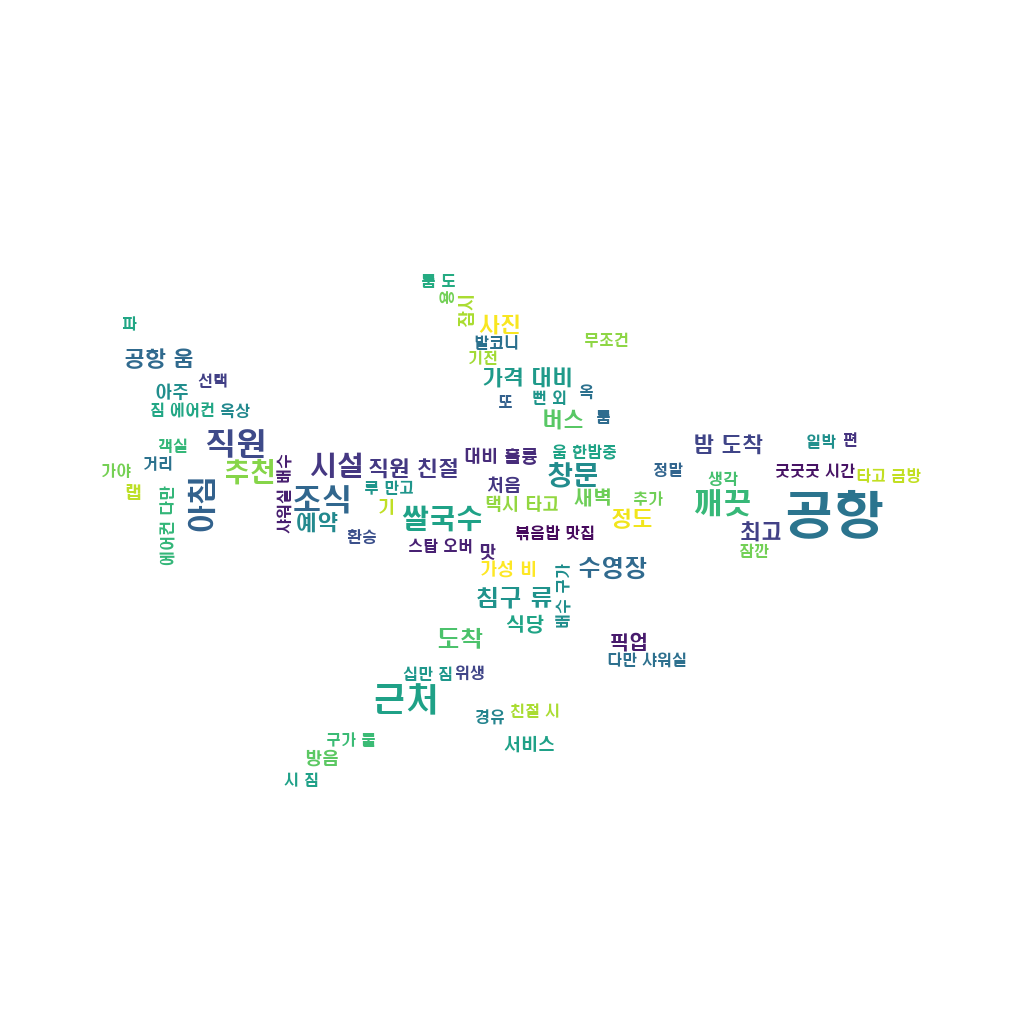 룸 도
용
잠시
사진
파
발코니
무조건
공항 움
기전
가격 대비
선택
아주
또
뻔 외
옥
짐 에어컨
옥상
버스
룸
직원
밤 도착
일박
편
객실
대비 훌륭
움 한밤중
거리
가야
추천
샤워실 배수
시설
직원 친절
창문
정말
굿굿굿 시간
타고 금방
생각
랩
아침
조식
루 만고
처음
새벽
추가
깨끗
공항
에어컨 다만
예약
기
쌀국수
택시 타고
정도
최고
환승
스탑 오버
맛
볶음밥 맛집
잠깐
가성 비
수영장
침구 류
배수 구가
식당
도착
픽업
다만 샤워실
십만 짐
위생
근처
경유
친절 시
구가 룰
서비스
방음
시 짐